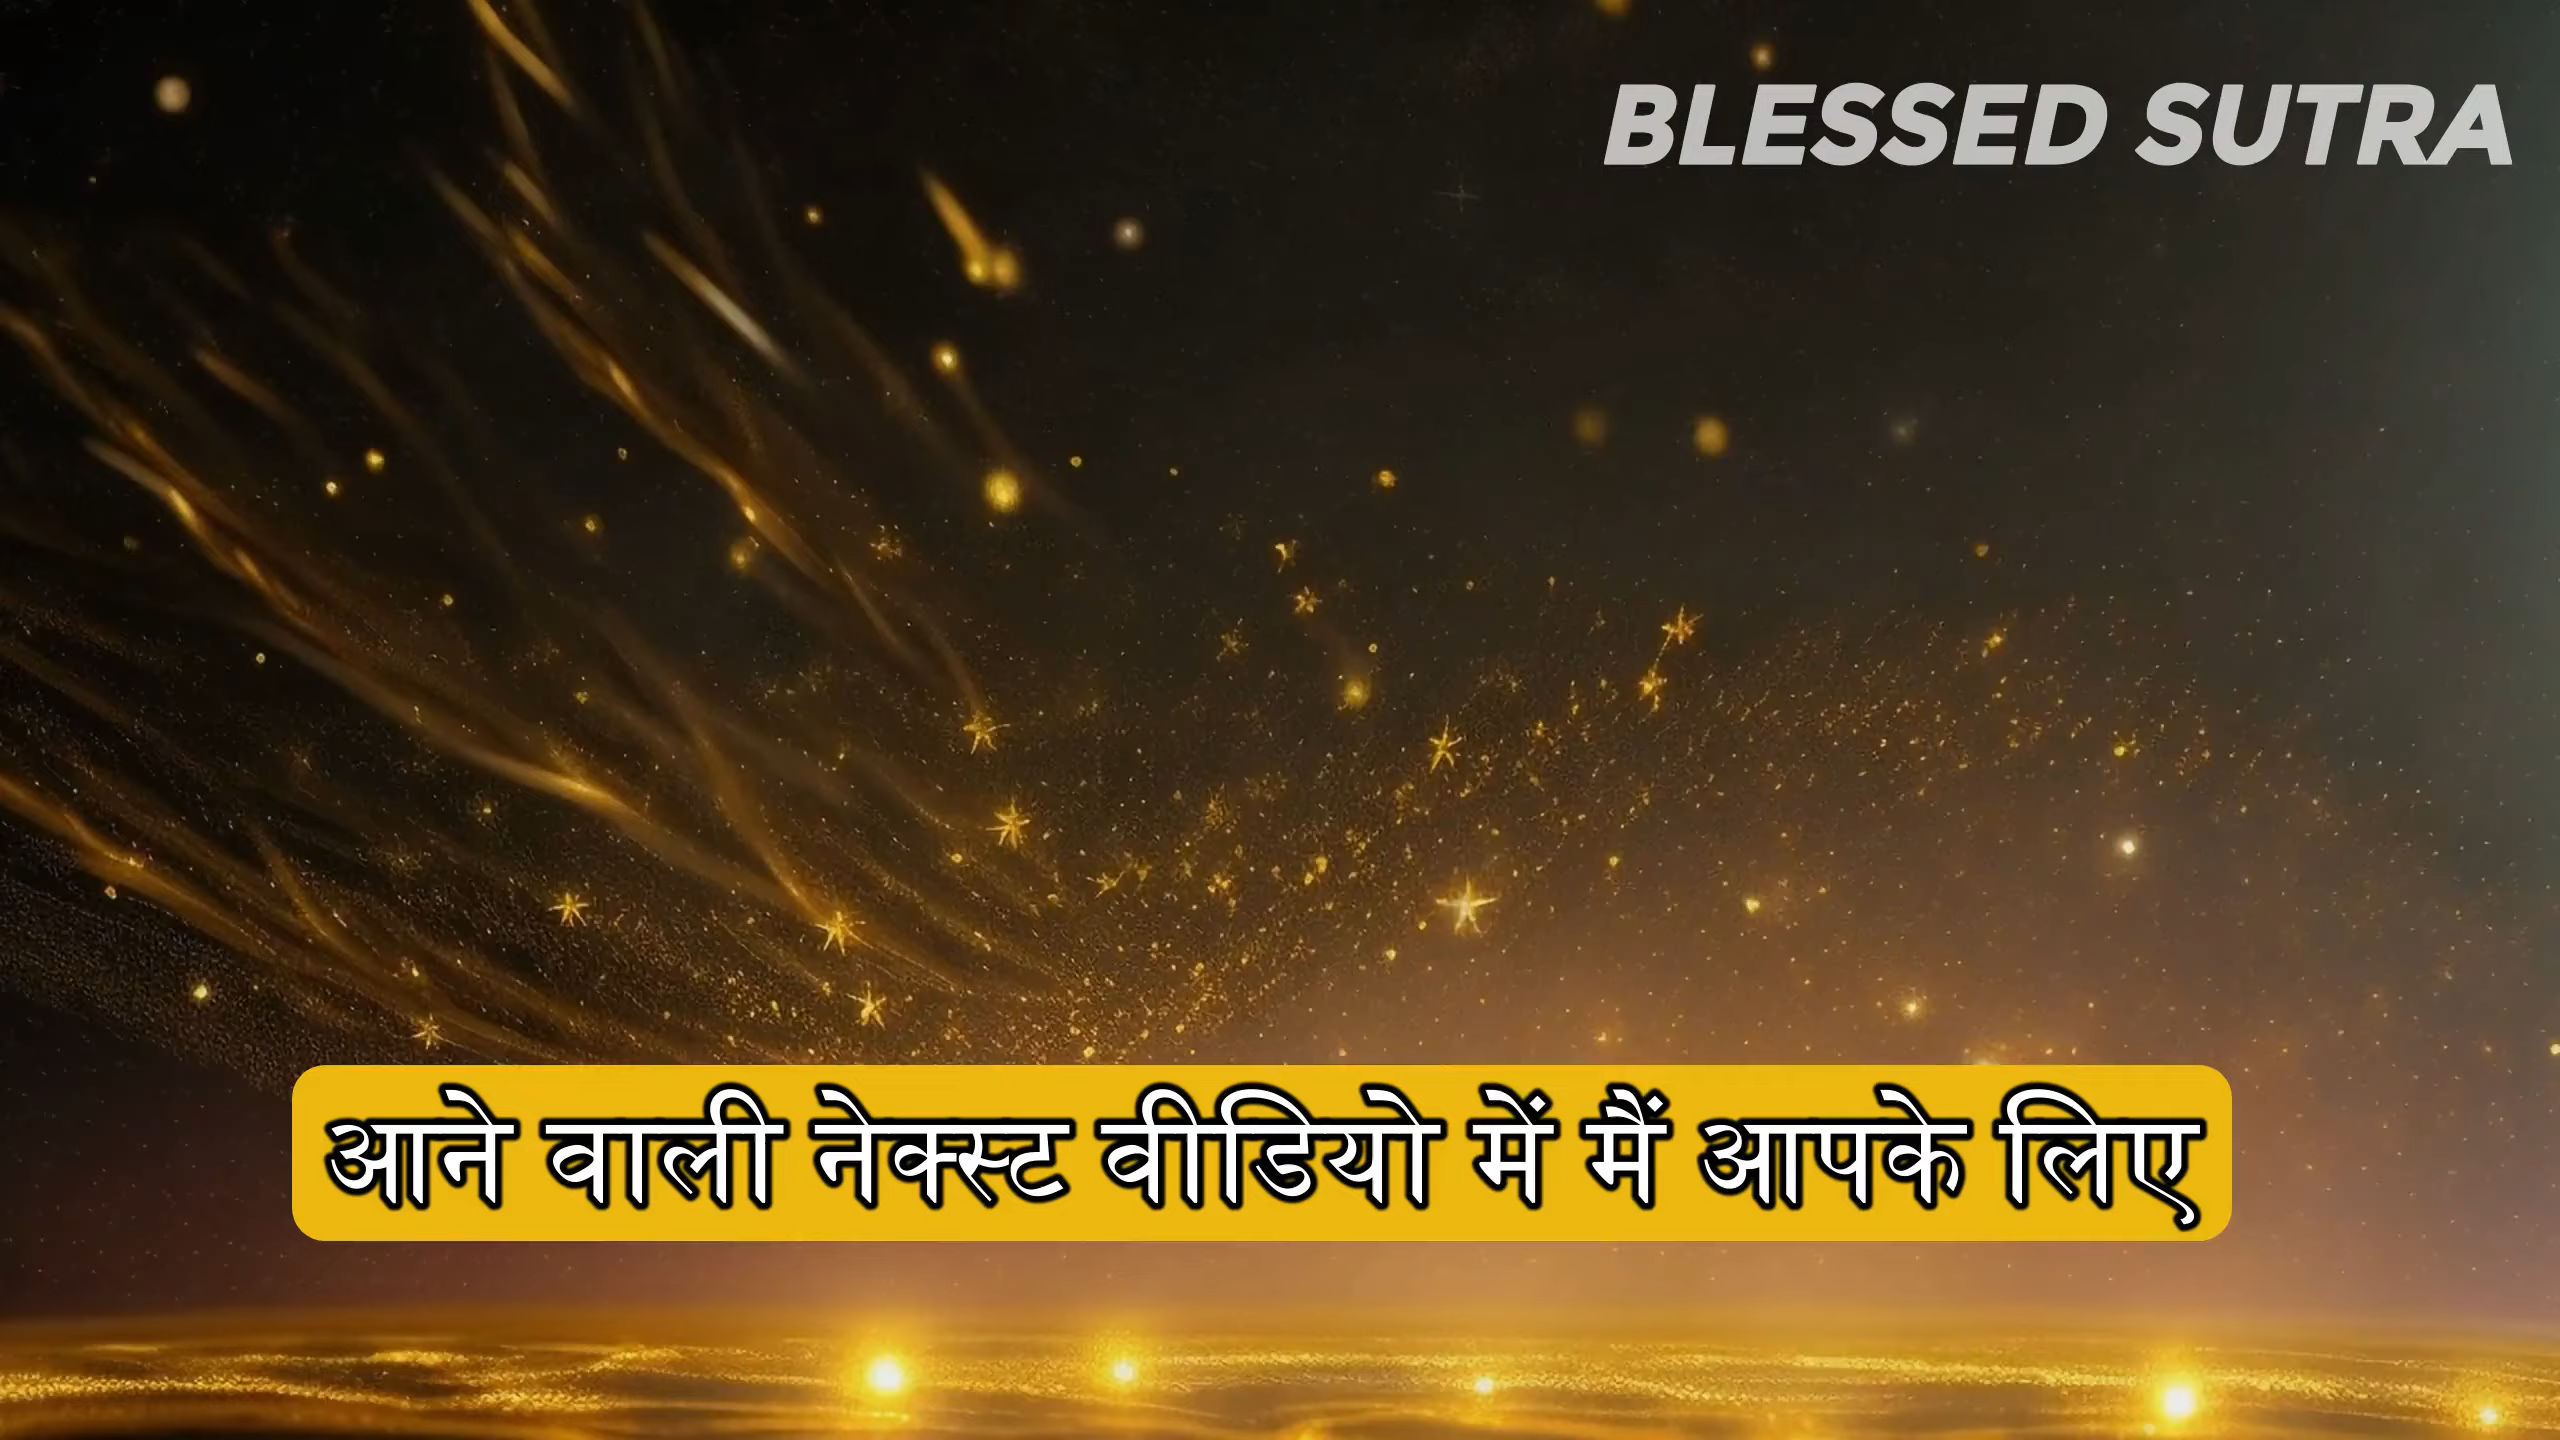 BLESSED SUTRA
आने वाली नेक्स्ट वीडियो में मैं आपके लिए